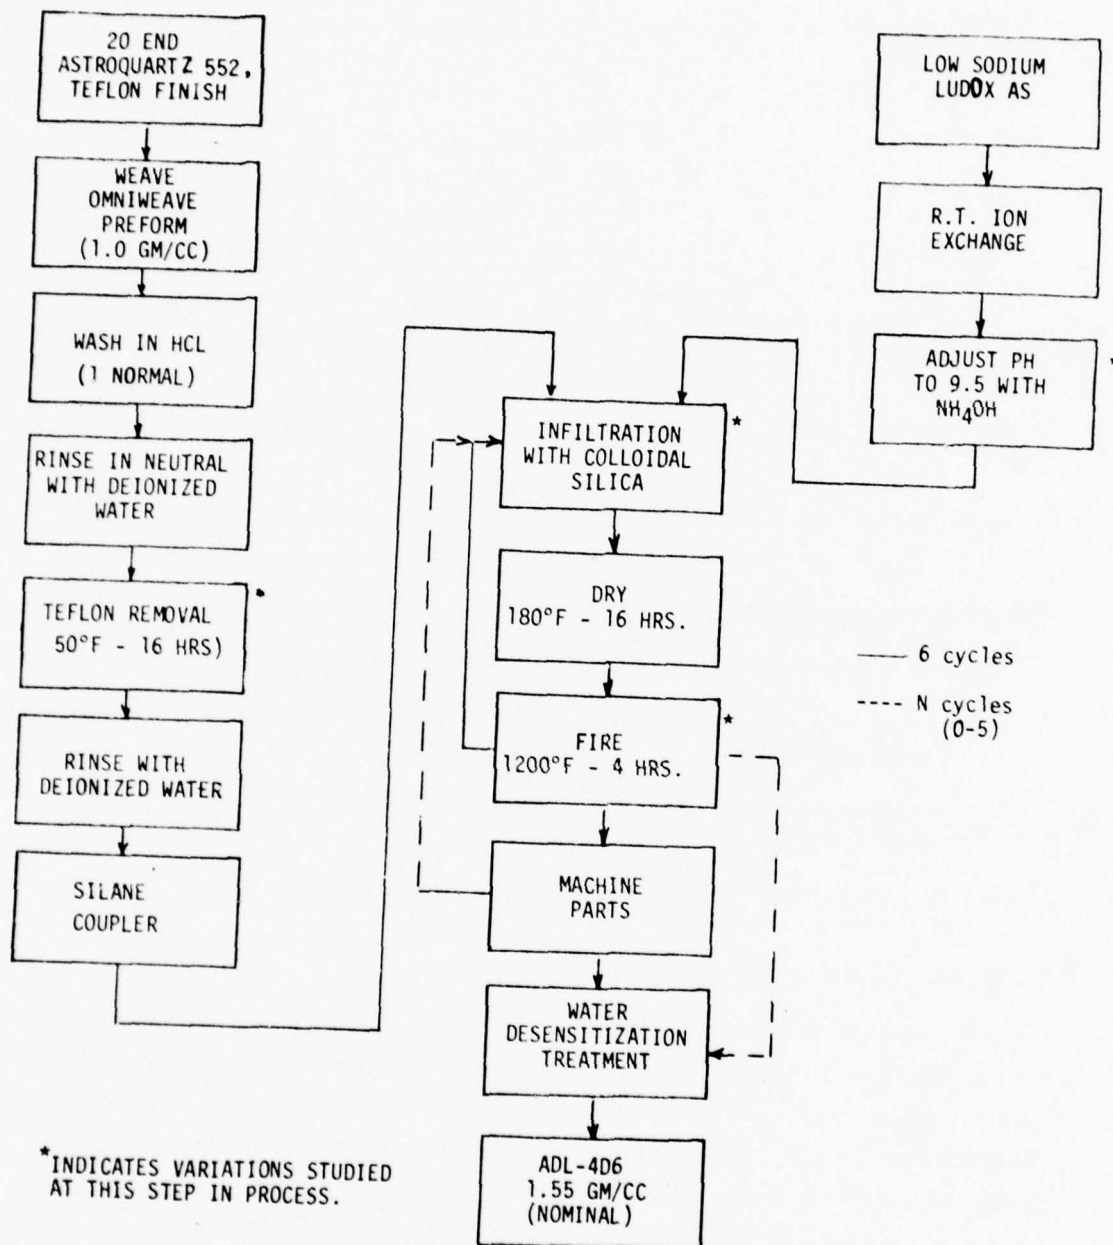 20 END
ASTROQUARTZ 552,
TEFLON FINISH
WEAVE
OMNIWEAVE
PREFORM
(1.0 GM/CC)
WASH IN HCL
(1 NORMAL)
RINSE IN NEUTRAL
WITH DEIONIZED
WATER
TEFLON REMOVAL *
50°F - 16 HRS)
RINSE WITH
DEIONIZED WATER
SILANE
COUPLER
LOW SODIUM
LUDOX AS
R.T. ION
EXCHANGE
ADJUST PH *
TO 9.5 WITH
NH4OH
INFILTRATION *
WITH COLLOIDAL
SILICA
DRY
180°F - 16 HRS.
FIRE *
1200°F - 4 HRS.
MACHINE
PARTS
WATER
DESENSITIZATION
TREATMENT
ADL-4D6
1.55 GM/CC
(NOMINAL)
6 cycles
N cycles
(0-5)
*INDICATES VARIATIONS STUDIED
AT THIS STEP IN PROCESS.